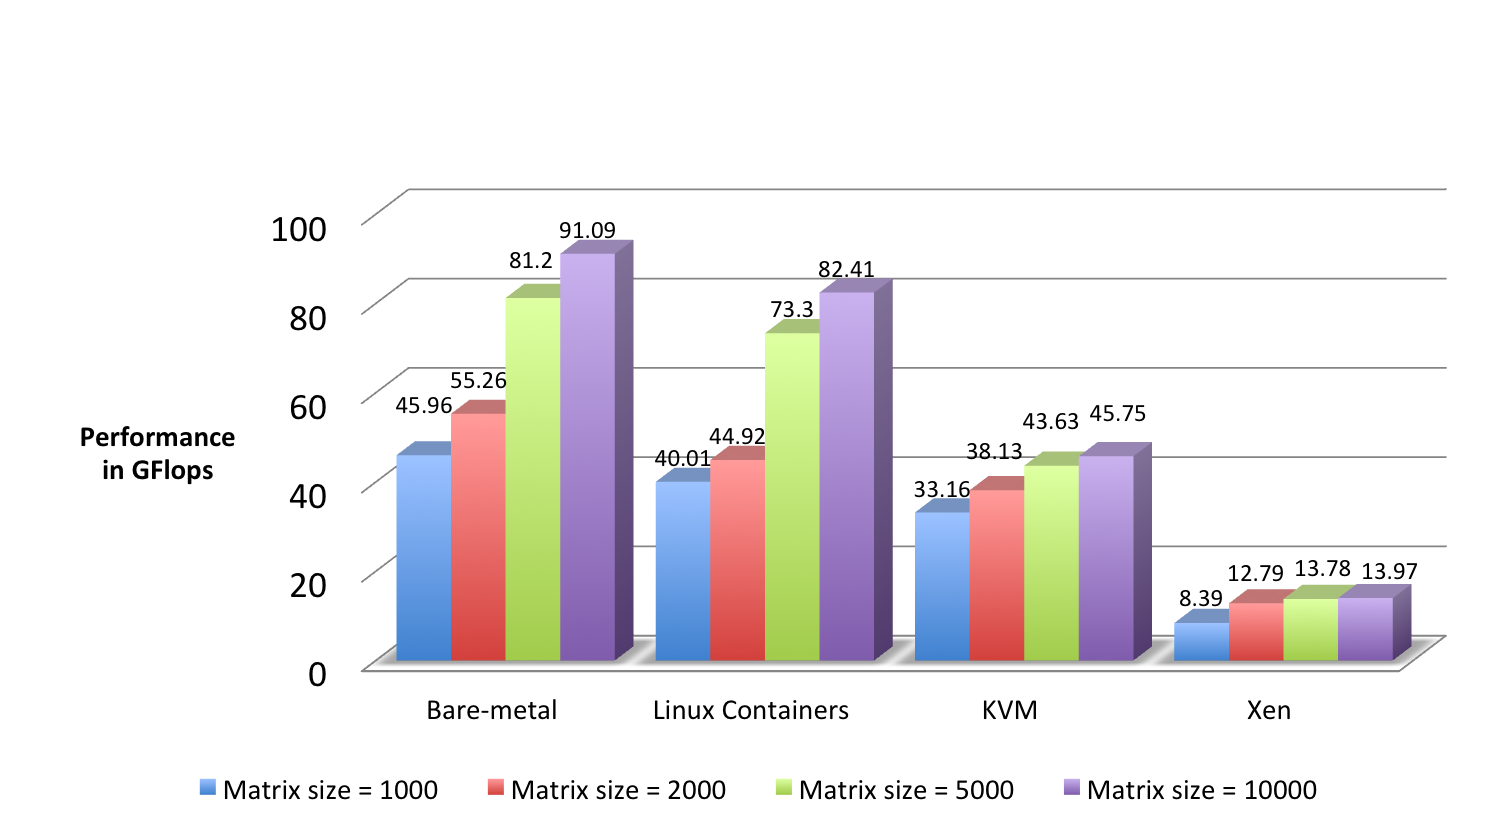 100
80
60
40
20
0
Performance
in GFlops
45.96
55.26
81.2
91.09
40.01
44.92
73.3
82.41
33.16
38.13
43.63
45.75
8.39
12.79
13.78
13.97
Bare-metal
Linux Containers
KVM
Xen
Matrix size = 1000
Matrix size = 2000
Matrix size = 5000
Matrix size = 10000